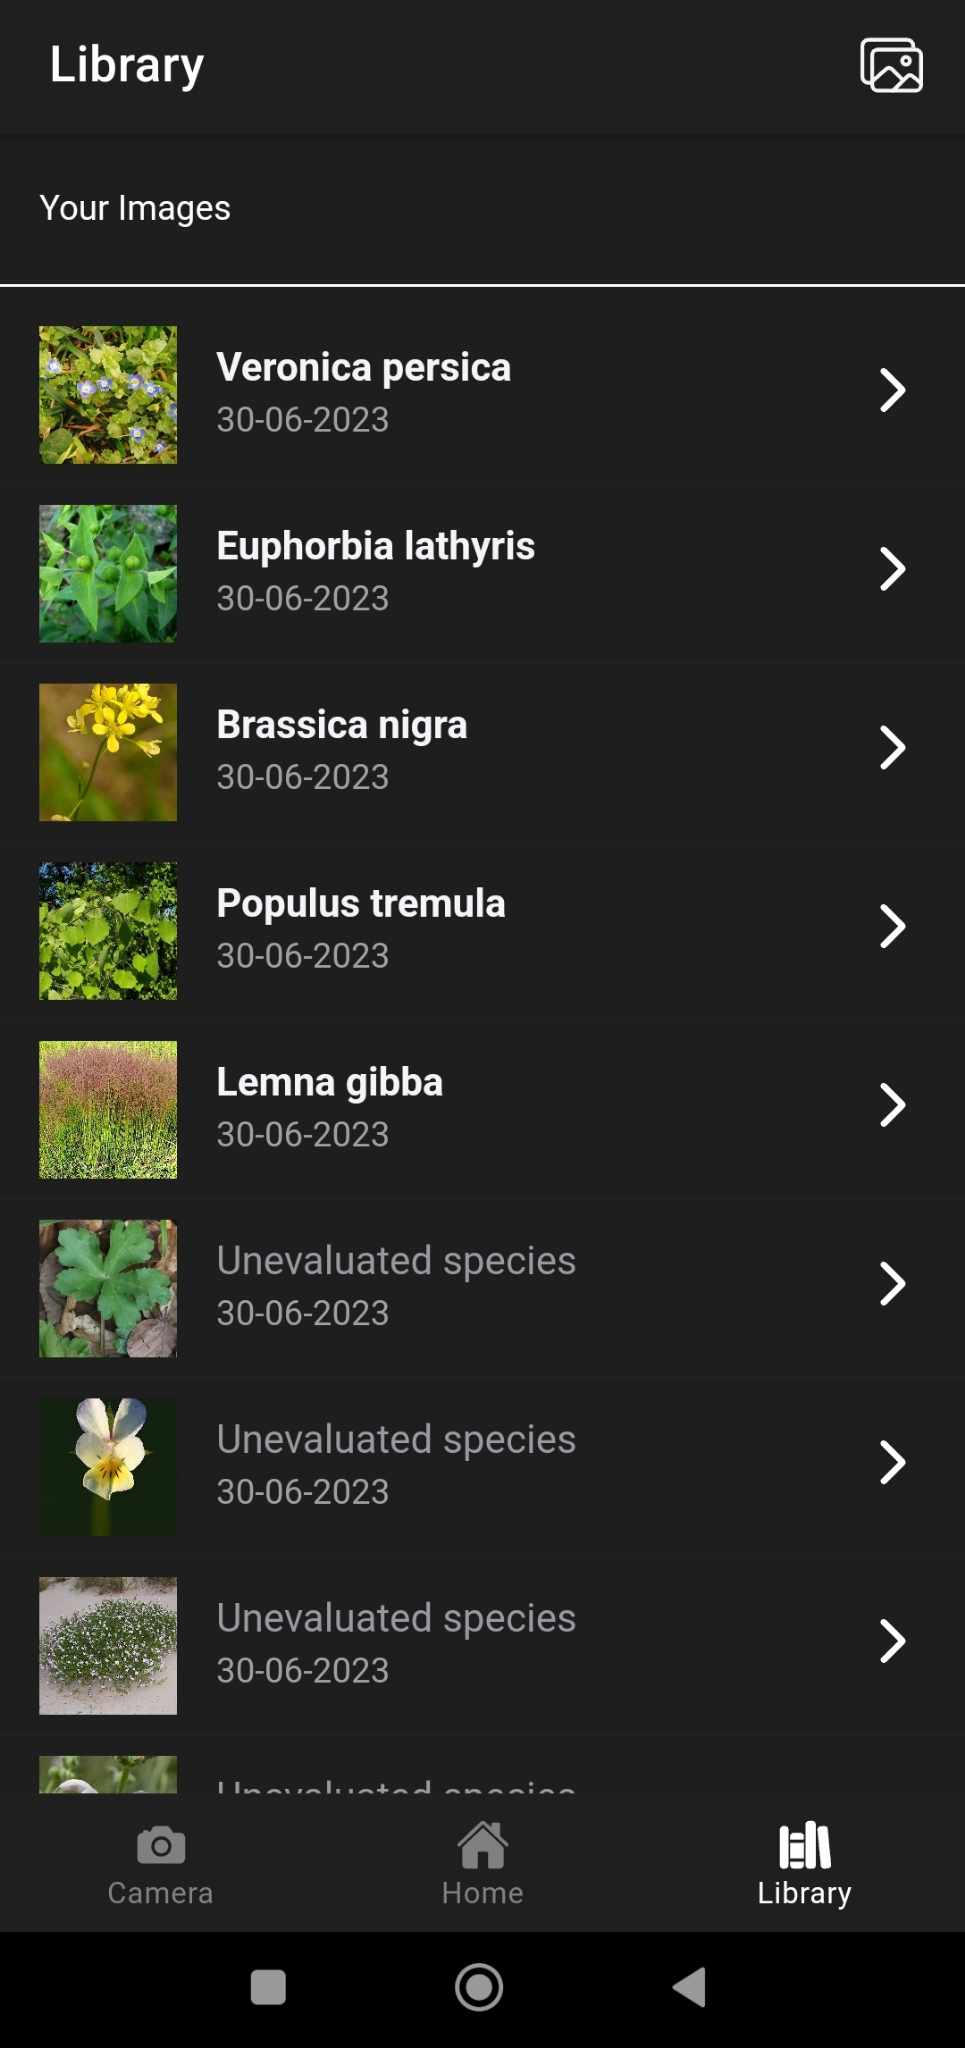 Library
Your Images
Veronica persica
30-06-2023
Euphorbia lathyris
30-06-2023
Brassica nigra
30-06-2023
Populus tremula
30-06-2023
Lemna gibba
30-06-2023
Unevaluated species
30-06-2023
Unevaluated species
30-06-2023
Unevaluated species
30-06-2023
Unevaluated species
Camera
Home
Library